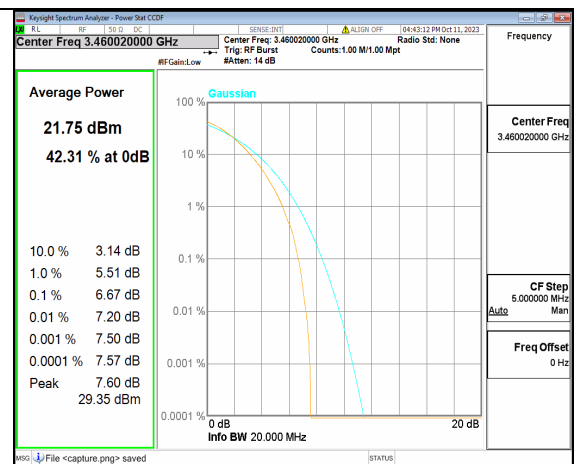 Keysight Spectrum Analyzer - Power Stat CCDF
RL RF 50 Ω DC SENSE:INT ALIGN OFF 04:43:12 PM Oct 11, 2023
Center Freq 3.460020000 GHz
Center Freq: 3.460020000 GHz Radio Std: None
Trig: RF Burst Counts:1.00 M/1.00 Mpt
#IFGain:Low #Atten: 14 dB
Frequency
Average Power
21.75 dBm
42.31 % at 0dB
10.0 % 3.14 dB
1.0 % 5.51 dB
0.1 % 6.67 dB
0.01 % 7.20 dB
0.001 % 7.50 dB
0.0001 % 7.57 dB
Peak 7.60 dB
29.35 dBm
Gaussian
100 %
10 %
1 %
0.1 %
0.01 %
0.001 %
0.0001 %
0 dB 20 dB
Info BW 20.000 MHz
Center Freq
3.460020000 GHz
CF Step
5.000000 MHz
Auto Man
Freq Offset
0 Hz
MSG File <capture.png> saved STATUS